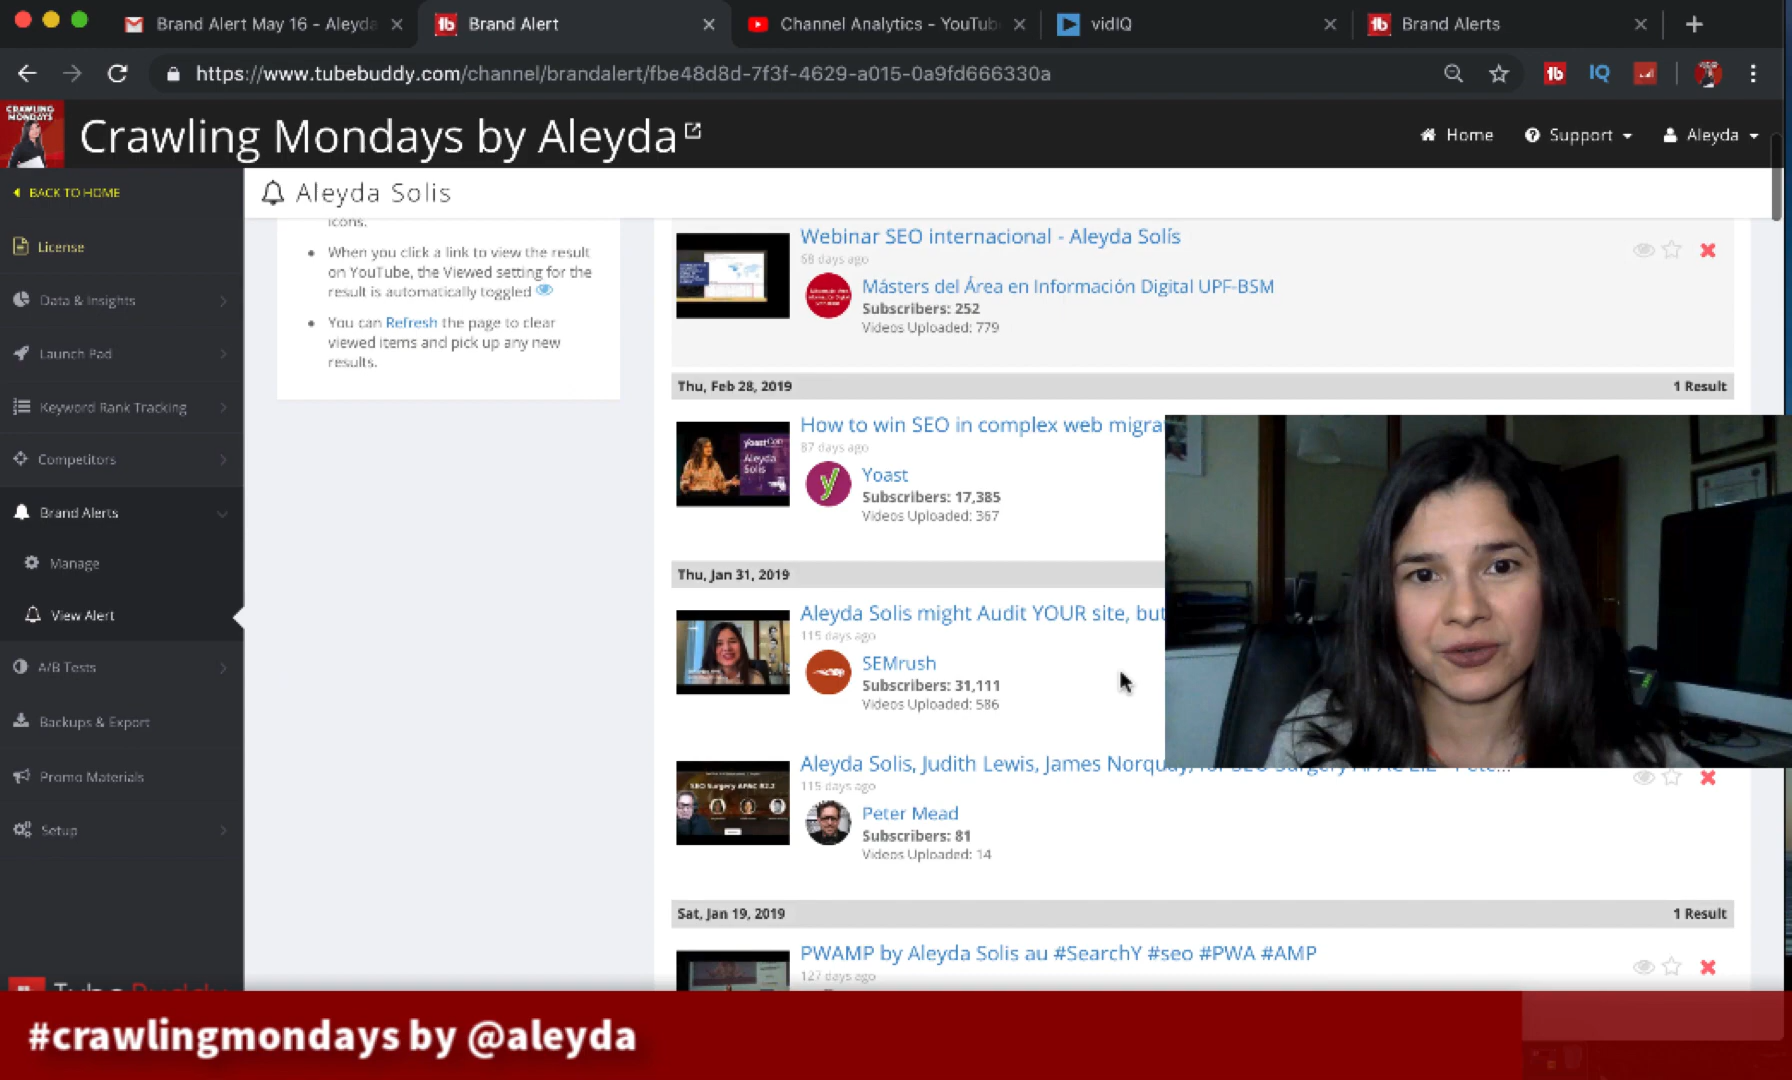 Brand Alert May 16 - Aleyda
Brand Alert
Channel Analytics - YouTub
vidIQ
Brand Alerts
https://www.tubebuddy.com/channel/brandalert/fbe48d8d-7f3f-4629-a015-0a9fd666330a
IQ
CRAWLING
MONDAYS
Crawling Mondays by Aleyda
Home
Support
Aleyda
BACK TO HOME
License
Data & Insights
Launch Pad
Keyword Rank Tracking
Competitors
Brand Alerts
Manage
View Alert
A/B Tests
Backups & Export
Promo Materials
Setup
Aleyda Solis
icons.
When you click a link to view the result
on YouTube, the Viewed setting for the
result is automatically toggled
You can Refresh the page to clear
viewed items and pick up any new
results.
Webinar SEO internacional - Aleyda Solís
68 days ago
Másters del Área en Información Digital UPF-BSM
Subscribers: 252
Videos Uploaded: 779
Thu, Feb 28, 2019
1 Result
How to win SEO in complex web migra
87 days ago
yoastCon
Aleyda
Solis
Yoast
Subscribers: 17,385
Videos Uploaded: 367
Thu, Jan 31, 2019
Aleyda Solis might Audit YOUR site, but
115 days ago
SEMrush
Subscribers: 31,111
Videos Uploaded: 586
Aleyda Solis, Judith Lewis, James Norquay,
115 days ago
Peter Mead
Subscribers: 81
Videos Uploaded: 14
Sat, Jan 19, 2019
1 Result
PWAMP by Aleyda Solis au #SearchY #seo #PWA #AMP
127 days ago
#crawlingmondays by @aleyda